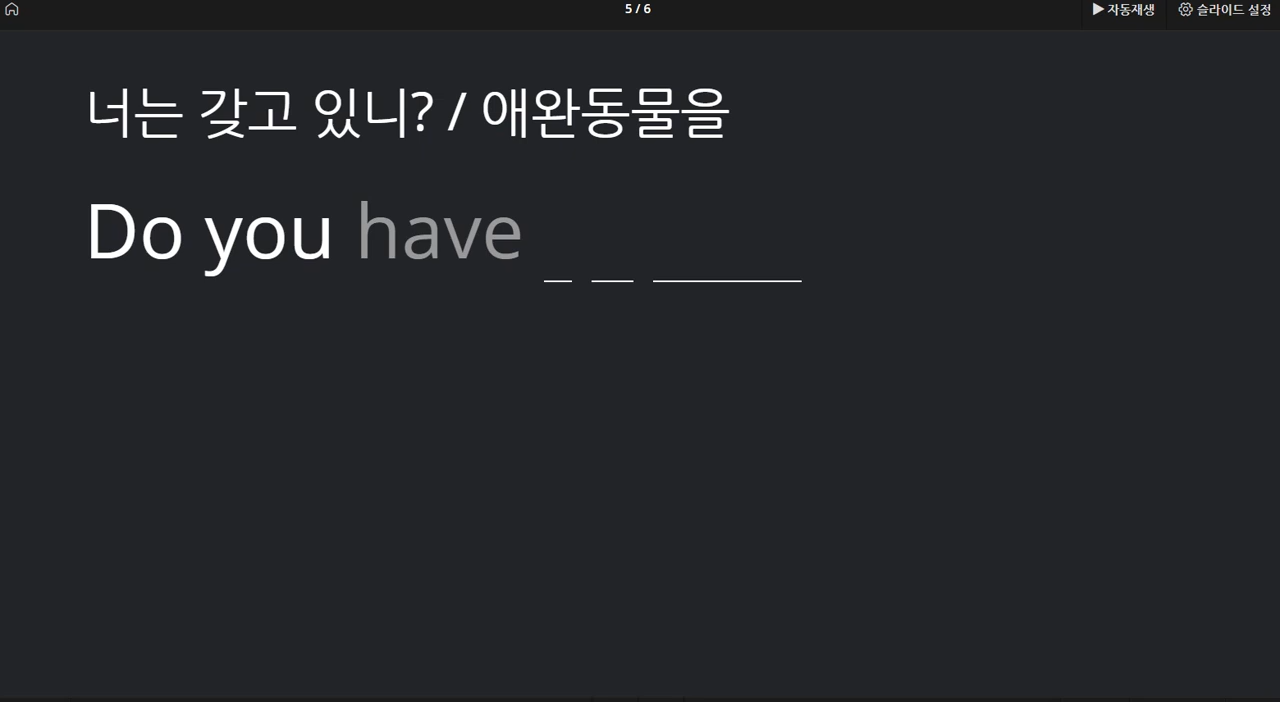 5 / 6
▶ 자동재생
슬라이드 설정
너는 갖고 있니? / 애완동물을
Do you have _ _ _